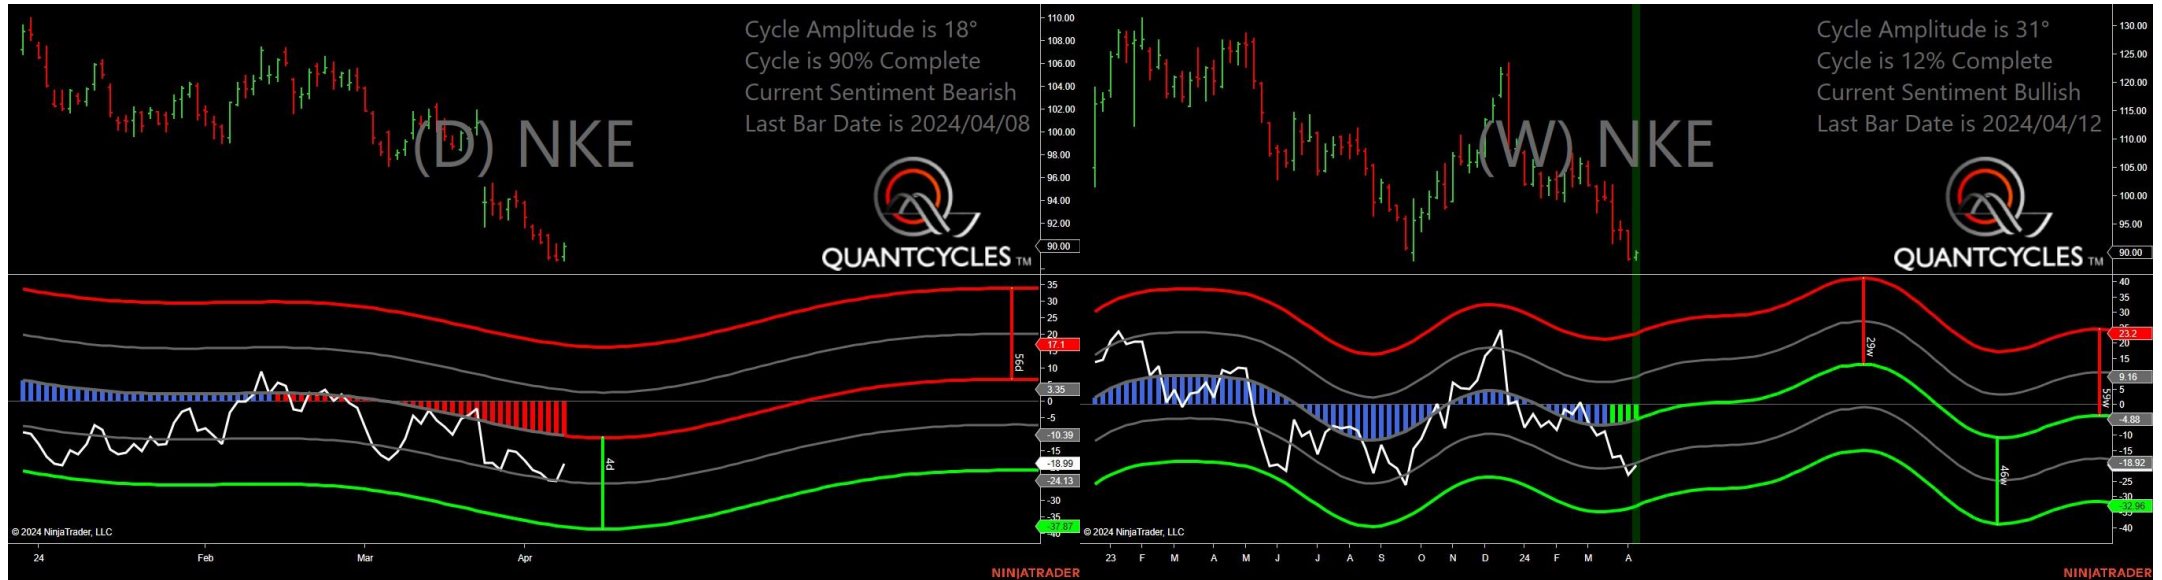 Cycle Amplitude is 18°
Cycle is 90% Complete
Current Sentiment Bearish
Last Bar Date is 2024/04/08
(D) NKE
QUANTCYCLES TM
110.00
108.00
106.00
104.00
102.00
100.00
98.00
96.00
94.00
92.00
90.00
35
30
25
20
17.1
15
10
5
3.35
0
-5
-10.39
-15
-18.99
-24.13
-30
-35
-37.87
-40
56d
4d
© 2024 NinjaTrader, LLC
24 Feb Mar Apr
NINJATRADER
Cycle Amplitude is 31°
Cycle is 12% Complete
Current Sentiment Bullish
Last Bar Date is 2024/04/12
(W) NKE
QUANTCYCLES TM
130.00
125.00
120.00
115.00
110.00
105.00
100.00
95.00
90.00
40
35
30
25
23.2
20
15
9.16
5
0
-4.88
-10
-15
-18.92
-25
-30
-32.96
-35
-40
29w
59w
46w
© 2024 NinjaTrader, LLC
23 F M A M J J A S O N D 24 F M A
NINJATRADER